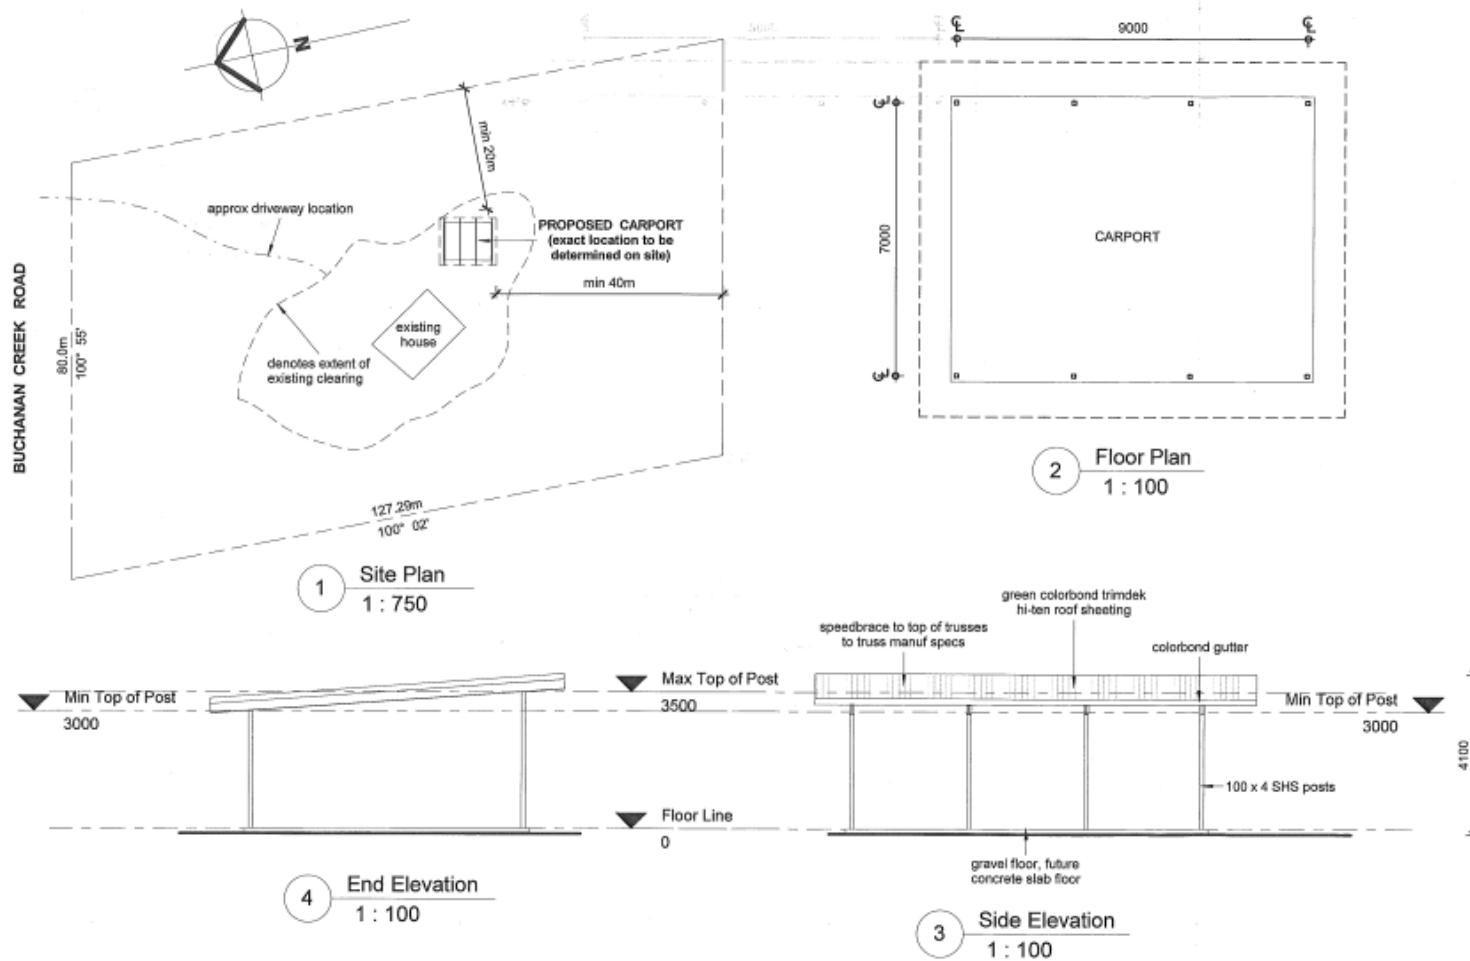 N
9000
min 20m
approx driveway location
PROPOSED CARPORT
(exact location to be
determined on site)
min 40m
7000
CARPORT
BUCHANAN CREEK ROAD
80.0m
100° 55'
existing
house
denotes extent of
existing clearing
127.29m
100° 02'
1
Site Plan
1 : 750
2
Floor Plan
1 : 100
Min Top of Post
3000
Max Top of Post
3500
Floor Line
0
4
End Elevation
1 : 100
speedbrace to top of trusses
to truss manuf specs
green colorbond trimdek
hi-ten roof sheeting
colorbond gutter
Min Top of Post
3000
4100
100 x 4 SHS posts
gravel floor, future
concrete slab floor
3
Side Elevation
1 : 100